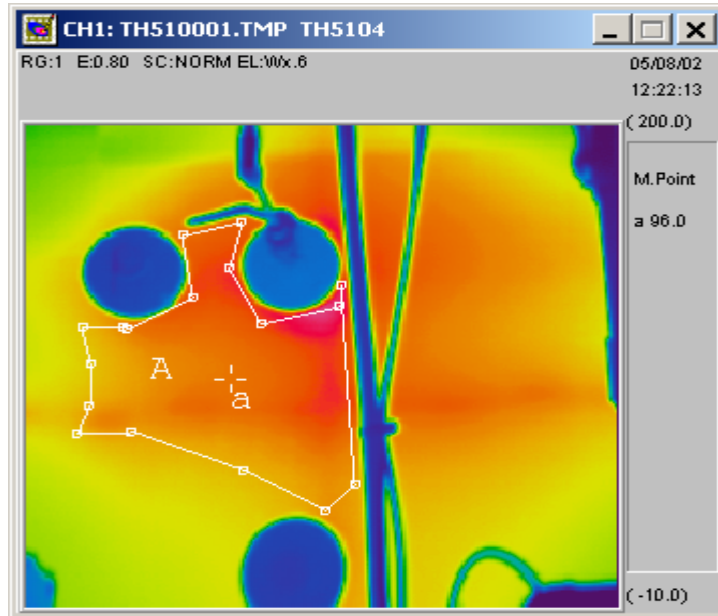 CH1: TH510001.TMP TH5104
RG:1 E:0.80 SC:NORM EL:Wx.6
05/08/02
12:22:13
( 200.0)
M.Point
a 96.0
A
a
( -10.0)